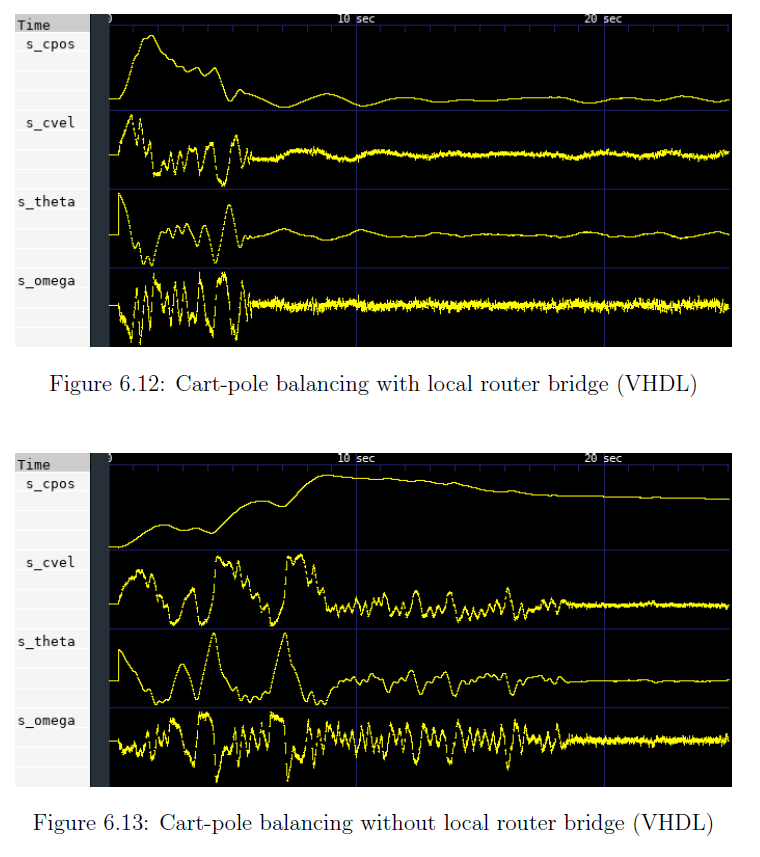 Time
0
10 sec
20 sec
s_cpos
s_cvel
s_theta
s_omega
Figure 6.12: Cart-pole balancing with local router bridge (VHDL)
Time
0
10 sec
20 sec
s_cpos
s_cvel
s_theta
s_omega
Figure 6.13: Cart-pole balancing without local router bridge (VHDL)